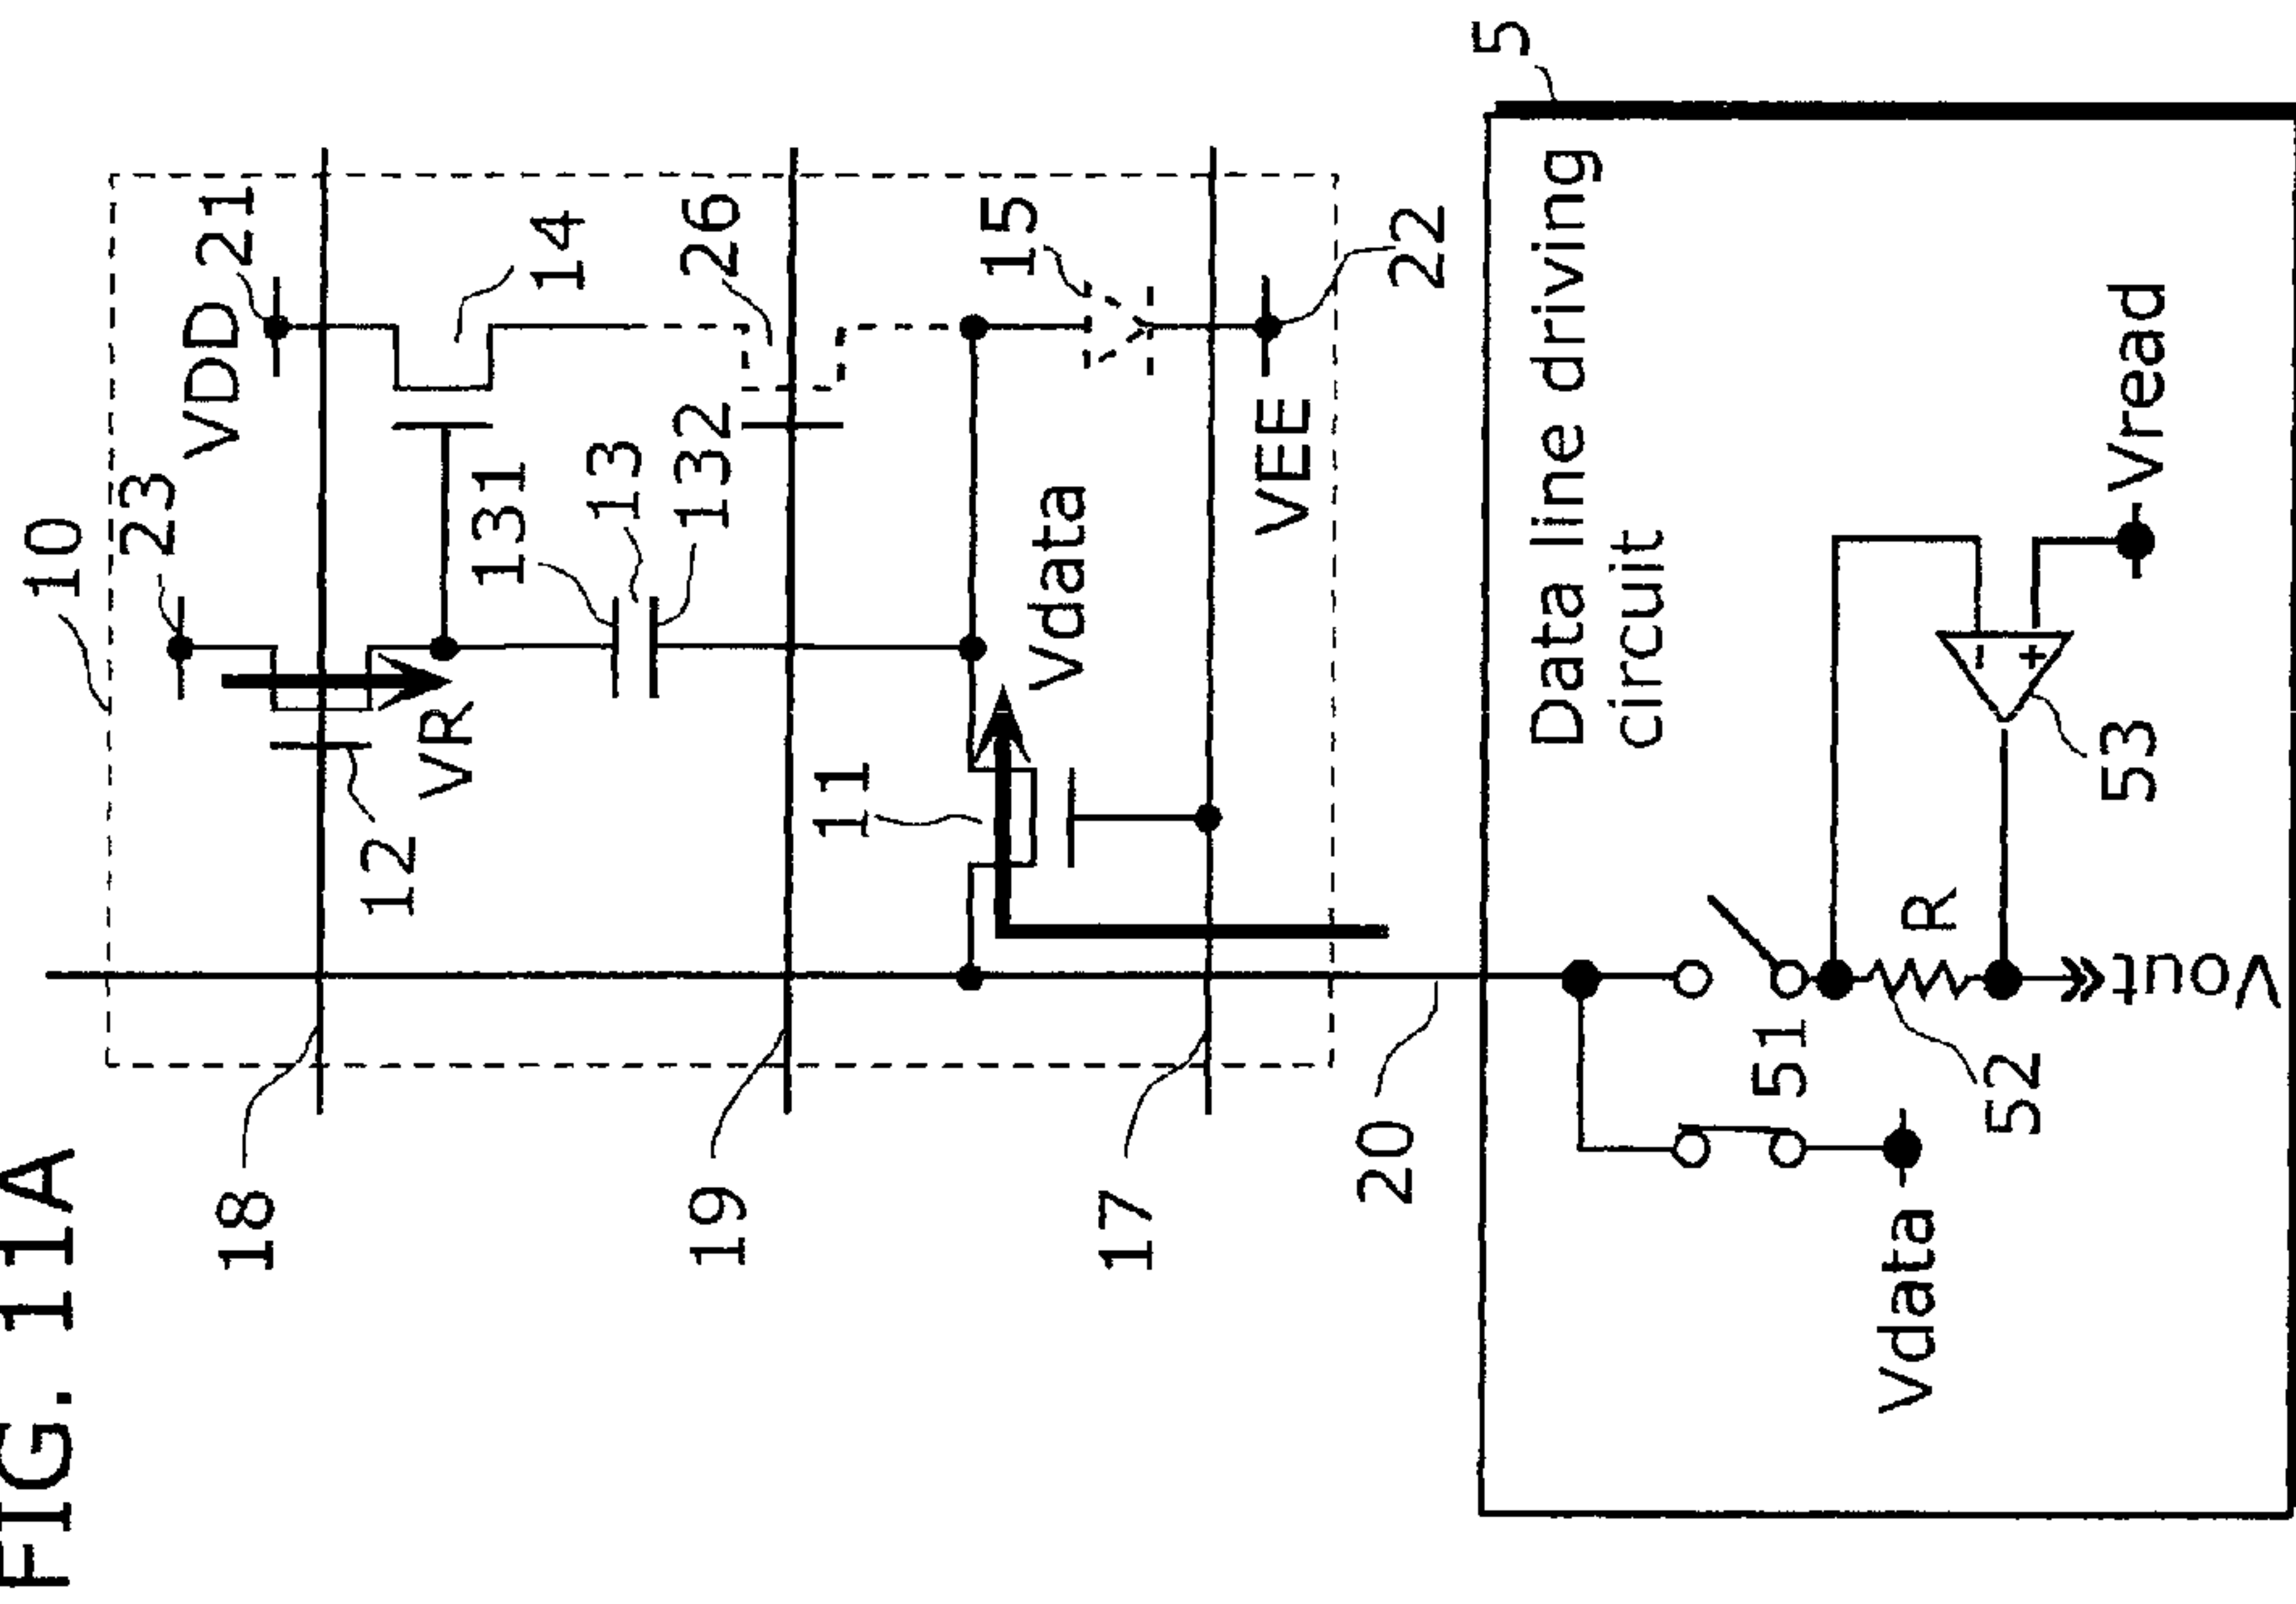 FIG. 11A
10
23
VDD
21
12
VR
131
14
13
132
26
18
19
17
11
Vdata
15
VEE
22
20
5
Data line driving
circuit
51
R
52
53
Vdata
Vread
Vout